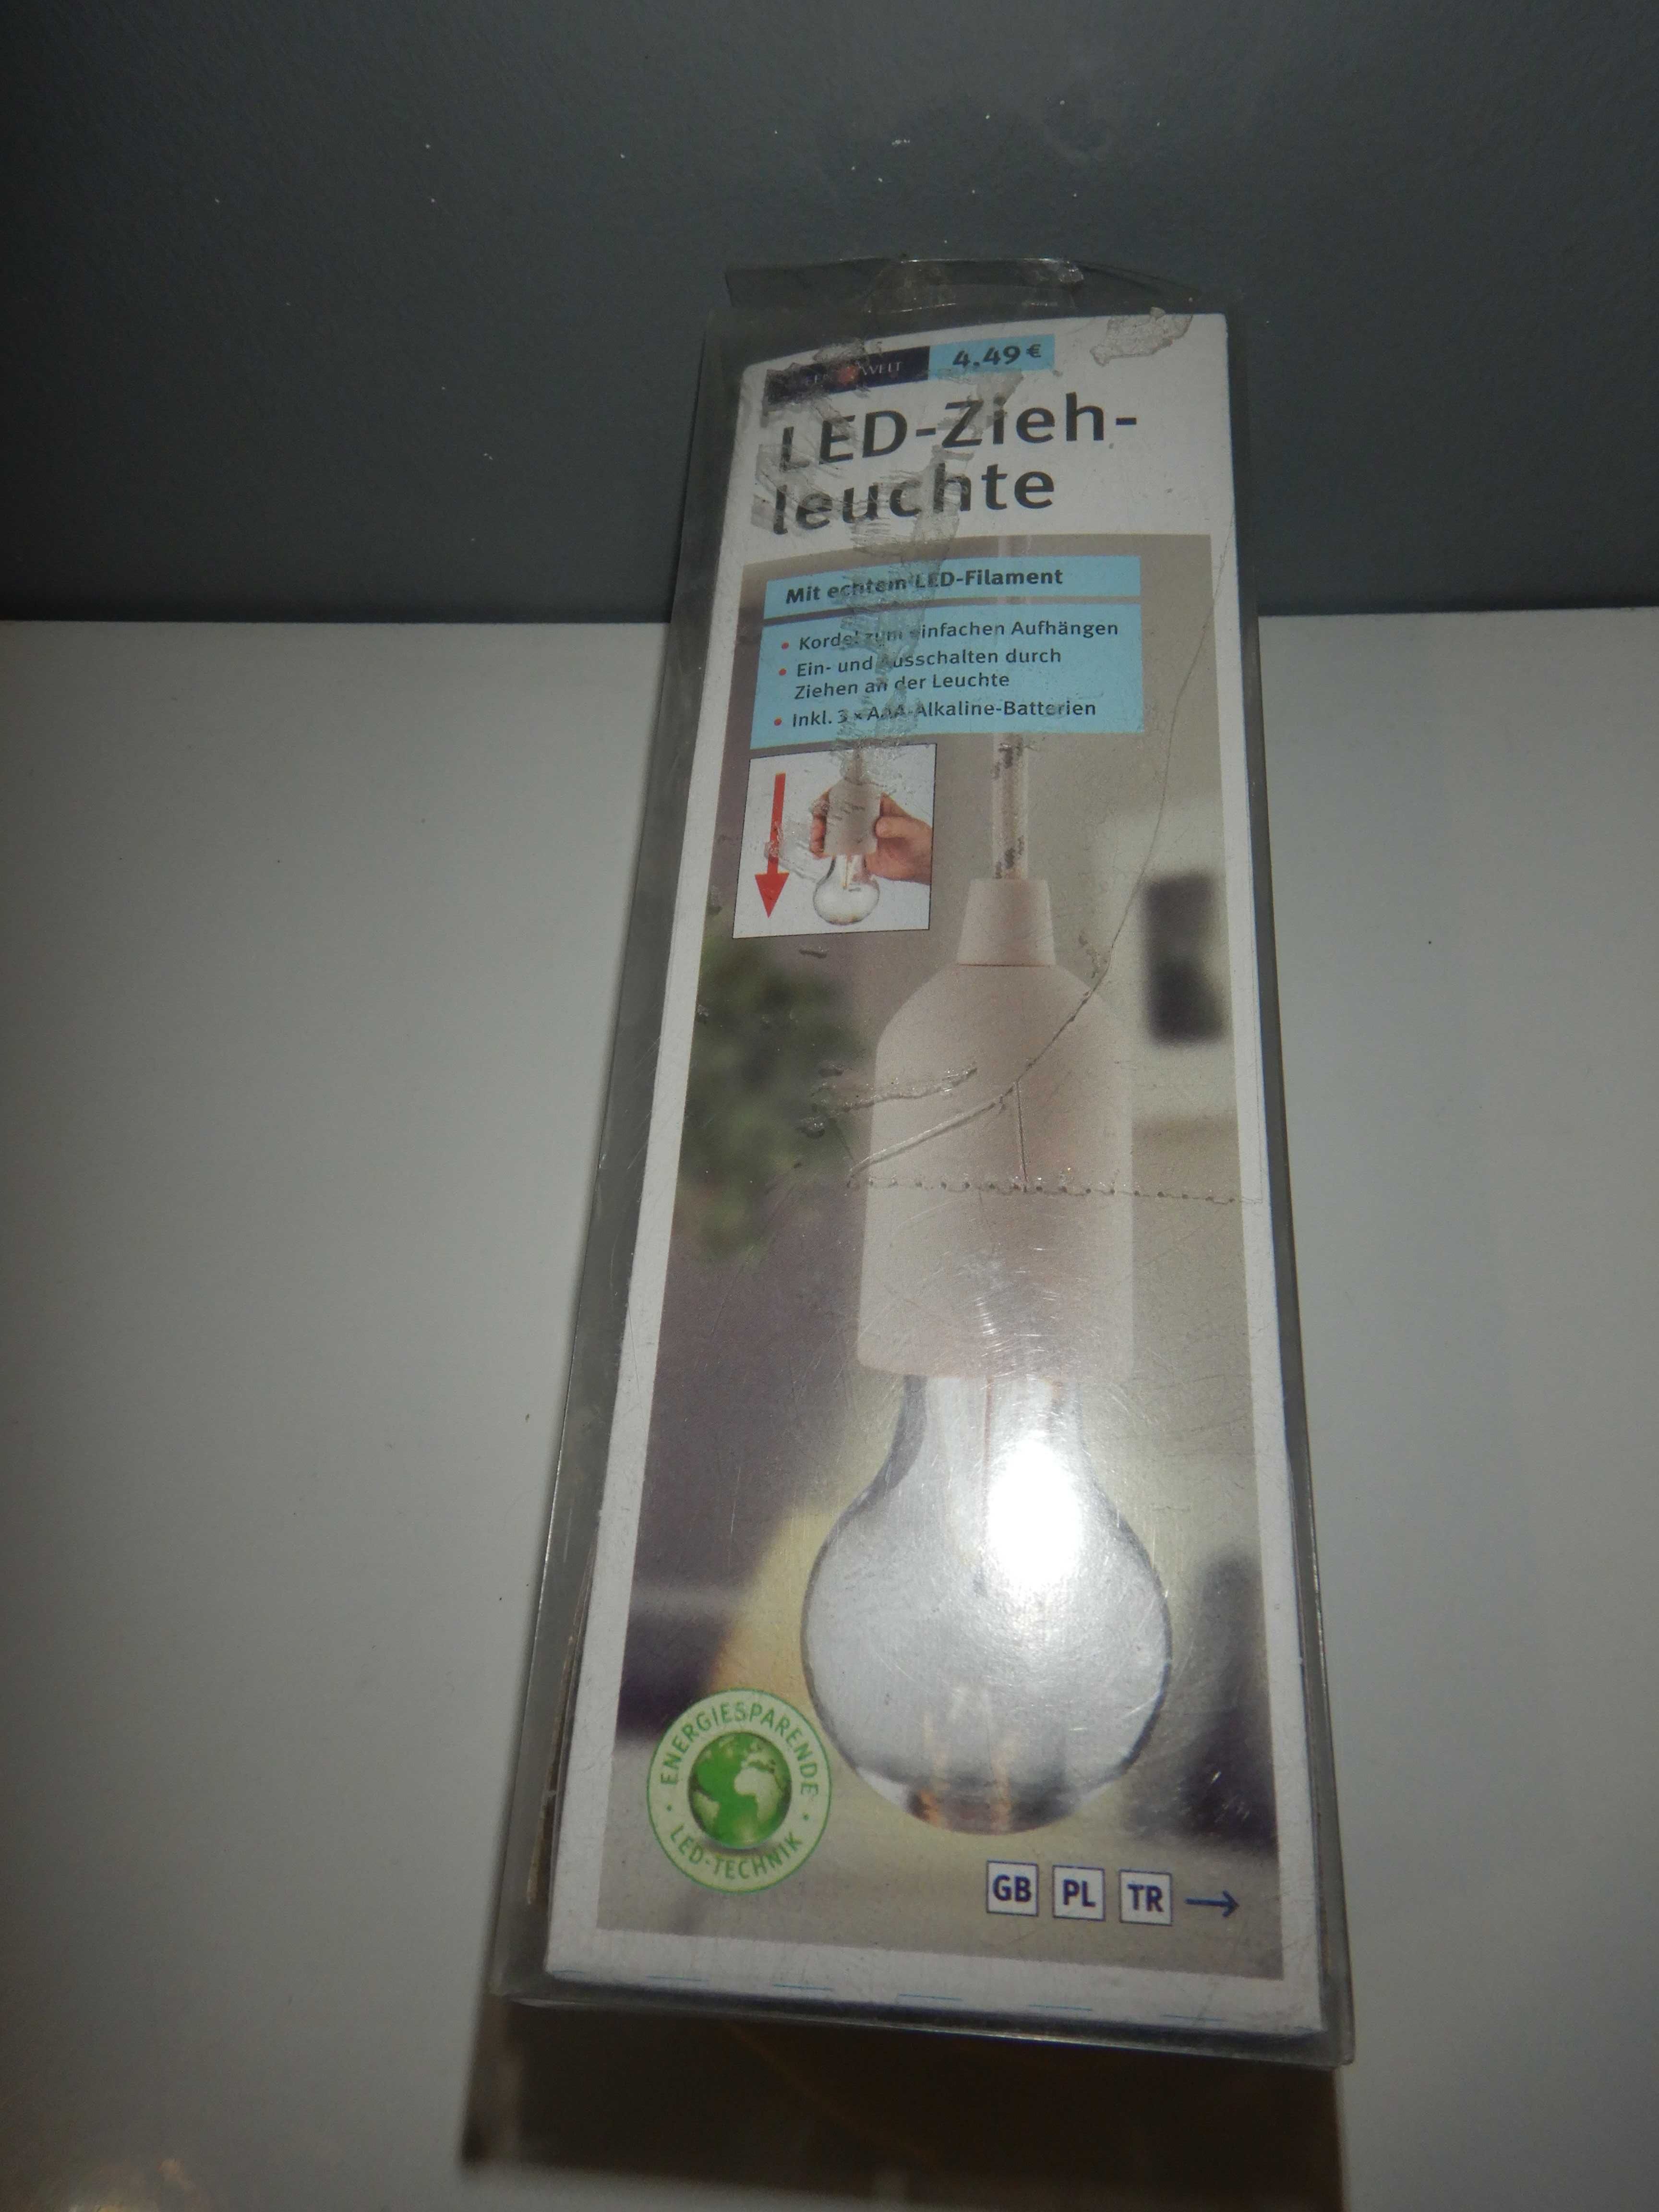 WELT
4.49 €
LED-Zieh-
leuchte
Mit echtem LED-Filament
• Kordel zum einfachen Aufhängen
• Ein- und Ausschalten durch
Ziehen an der Leuchte
• Inkl. 3 × AAA-Alkaline-Batterien
ENERGIESPARENDE
LED-TECHNIK
GB PL TR →